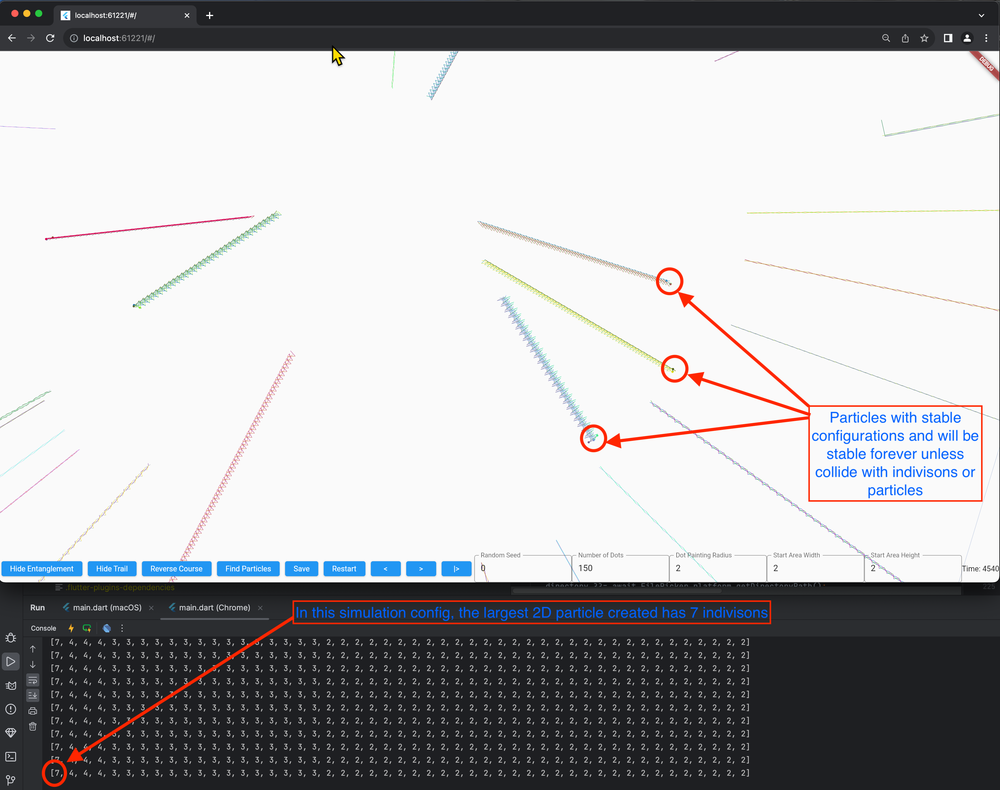 localhost:61221/#/
localhost:61221/#/
DEBUG
Particles with stable
configurations and will be
stable forever unless
collide with indivisons or
particles
Hide Entanglement Hide Trail Reverse Course Find Particles Save Restart < > |>
Random Seed
0
Number of Dots
150
Dot Painting Radius
2
Start Area Width
2
Start Area Height
2
Time: 4540
.flutter-plugins-dependencies
directory ??= await FilePicker.platform.getDirectoryPath();
225
Run main.dart (macOS) main.dart (Chrome)
In this simulation config, the largest 2D particle created has 7 indivisons
Console
[7, 4, 4, 4, 3, 3, 3, 3, 3, 3, 3, 3, 3, 3, 3, 3, 3, 3, 3, 2, 2, 2, 2, 2, 2, 2, 2, 2, 2, 2, 2, 2, 2, 2, 2, 2, 2, 2, 2, 2, 2, 2, 2, 2, 2, 2, 2, 2, 2]
[7, 4, 4, 4, 3, 3, 3, 3, 3, 3, 3, 3, 3, 3, 3, 3, 3, 3, 3, 2, 2, 2, 2, 2, 2, 2, 2, 2, 2, 2, 2, 2, 2, 2, 2, 2, 2, 2, 2, 2, 2, 2, 2, 2, 2, 2, 2, 2, 2]
[7, 4, 4, 4, 3, 3, 3, 3, 3, 3, 3, 3, 3, 3, 3, 3, 3, 3, 3, 2, 2, 2, 2, 2, 2, 2, 2, 2, 2, 2, 2, 2, 2, 2, 2, 2, 2, 2, 2, 2, 2, 2, 2, 2, 2, 2, 2, 2, 2]
[7, 4, 4, 4, 3, 3, 3, 3, 3, 3, 3, 3, 3, 3, 3, 3, 3, 3, 3, 2, 2, 2, 2, 2, 2, 2, 2, 2, 2, 2, 2, 2, 2, 2, 2, 2, 2, 2, 2, 2, 2, 2, 2, 2, 2, 2, 2, 2, 2]
[7, 4, 4, 4, 3, 3, 3, 3, 3, 3, 3, 3, 3, 3, 3, 3, 3, 3, 3, 2, 2, 2, 2, 2, 2, 2, 2, 2, 2, 2, 2, 2, 2, 2, 2, 2, 2, 2, 2, 2, 2, 2, 2, 2, 2, 2, 2, 2, 2]
[7, 4, 4, 4, 3, 3, 3, 3, 3, 3, 3, 3, 3, 3, 3, 3, 3, 3, 3, 2, 2, 2, 2, 2, 2, 2, 2, 2, 2, 2, 2, 2, 2, 2, 2, 2, 2, 2, 2, 2, 2, 2, 2, 2, 2, 2, 2, 2, 2]
[7, 4, 4, 4, 3, 3, 3, 3, 3, 3, 3, 3, 3, 3, 3, 3, 3, 3, 3, 2, 2, 2, 2, 2, 2, 2, 2, 2, 2, 2, 2, 2, 2, 2, 2, 2, 2, 2, 2, 2, 2, 2, 2, 2, 2, 2, 2, 2, 2]
[7, 4, 4, 4, 3, 3, 3, 3, 3, 3, 3, 3, 3, 3, 3, 3, 3, 3, 3, 2, 2, 2, 2, 2, 2, 2, 2, 2, 2, 2, 2, 2, 2, 2, 2, 2, 2, 2, 2, 2, 2, 2, 2, 2, 2, 2, 2, 2, 2]
[7, 4, 4, 4, 3, 3, 3, 3, 3, 3, 3, 3, 3, 3, 3, 3, 3, 3, 3, 2, 2, 2, 2, 2, 2, 2, 2, 2, 2, 2, 2, 2, 2, 2, 2, 2, 2, 2, 2, 2, 2, 2, 2, 2, 2, 2, 2, 2, 2]
[7, 4, 4, 4, 3, 3, 3, 3, 3, 3, 3, 3, 3, 3, 3, 3, 3, 3, 3, 2, 2, 2, 2, 2, 2, 2, 2, 2, 2, 2, 2, 2, 2, 2, 2, 2, 2, 2, 2, 2, 2, 2, 2, 2, 2, 2, 2, 2, 2]
[7, 4, 4, 4, 3, 3, 3, 3, 3, 3, 3, 3, 3, 3, 3, 3, 3, 3, 3, 2, 2, 2, 2, 2, 2, 2, 2, 2, 2, 2, 2, 2, 2, 2, 2, 2, 2, 2, 2, 2, 2, 2, 2, 2, 2, 2, 2, 2, 2]